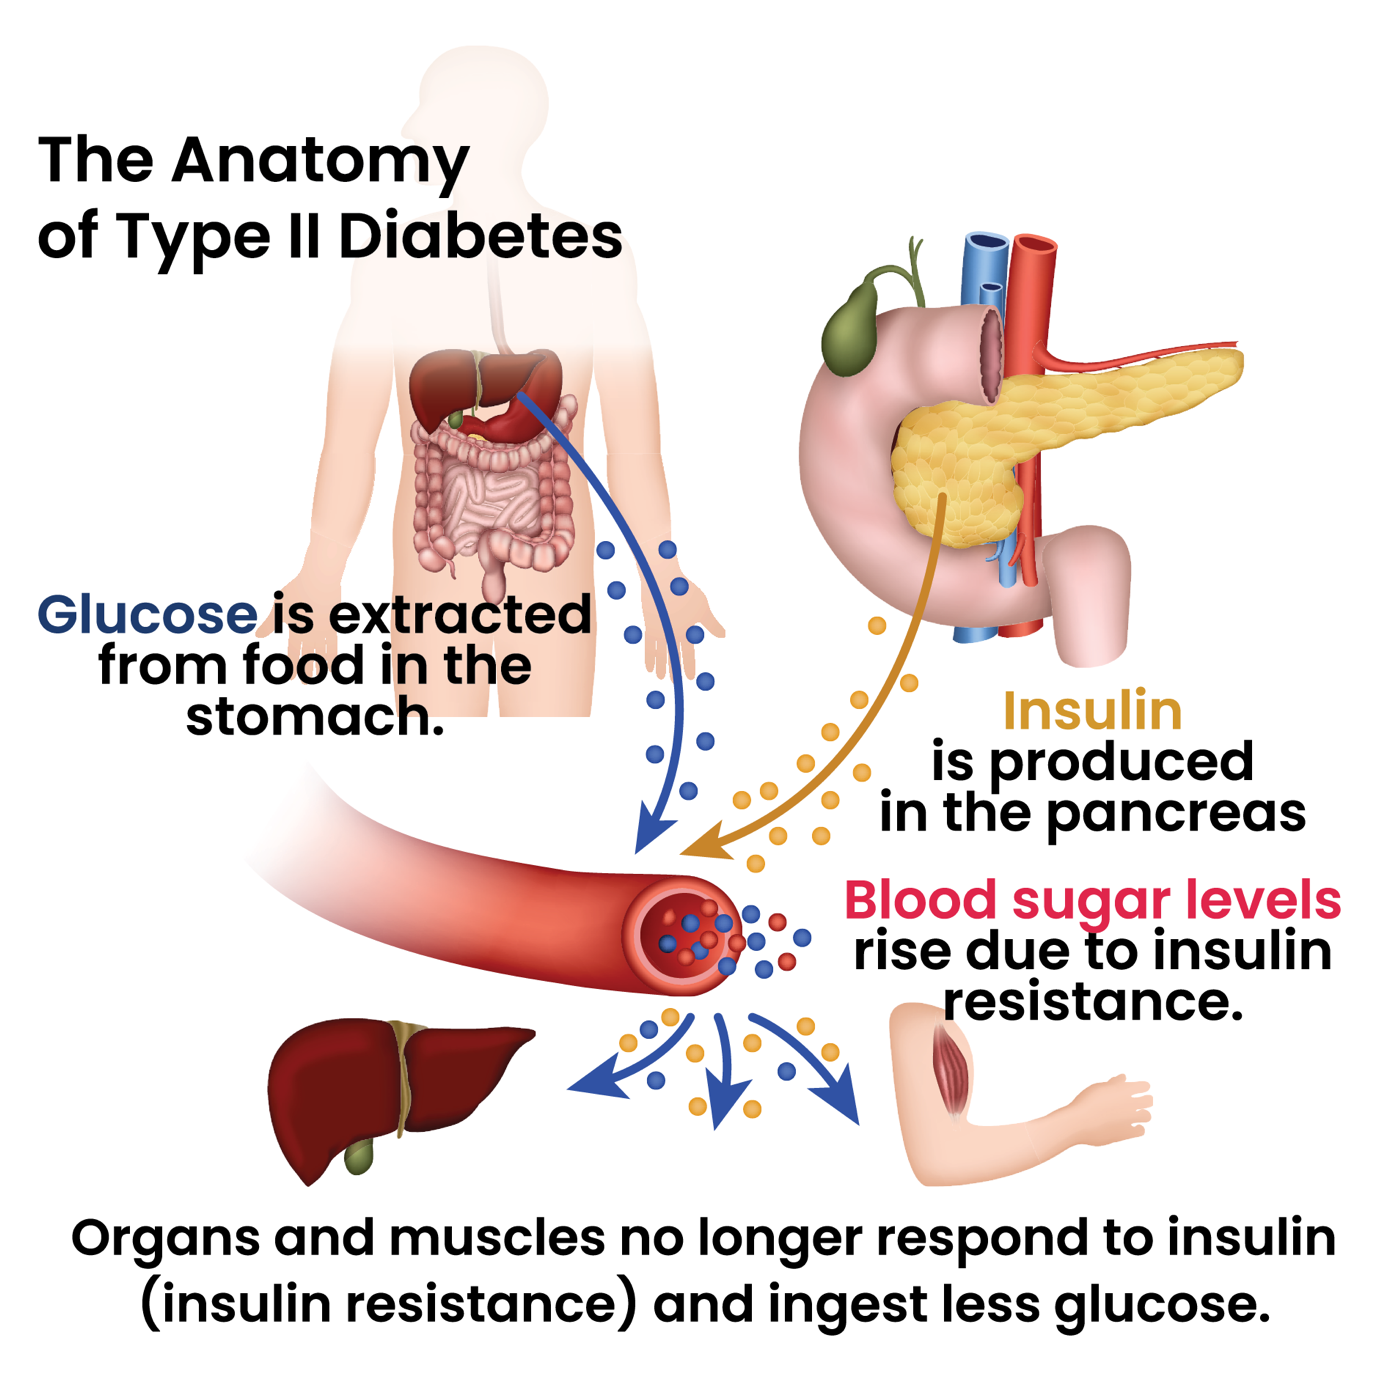 The Anatomy
of Type II Diabetes
Glucose is extracted
from food in the
stomach.
Insulin
is produced
in the pancreas
Blood sugar levels
rise due to insulin
resistance.
Organs and muscles no longer respond to insulin
(insulin resistance) and ingest less glucose.